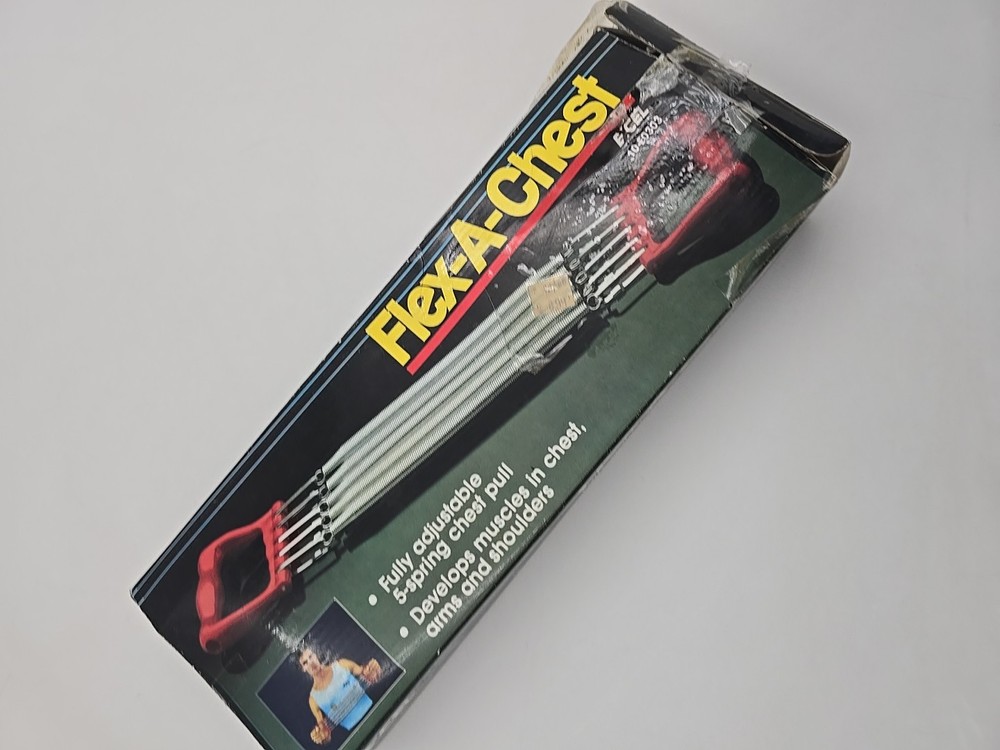 Flex-A-Chest
• Fully adjustable
5-spring chest pull
• Develops muscles in chest,
arms and shoulders